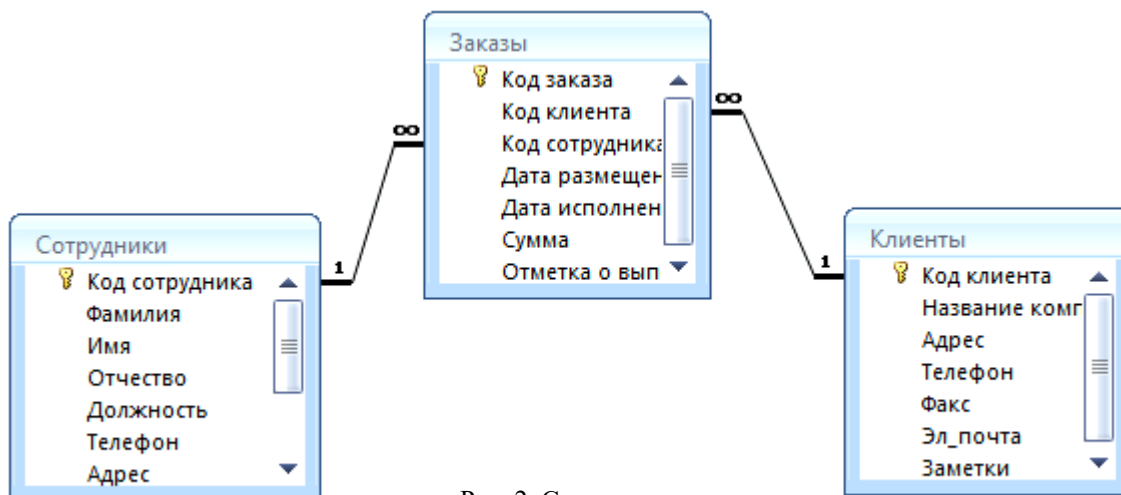 Заказы
Код заказа
Код клиента
Код сотрудника
Дата размещен
Дата исполнен
Сумма
Отметка о вып
∞
∞
1
1
Сотрудники
Код сотрудника
Фамилия
Имя
Отчество
Должность
Телефон
Адрес
Клиенты
Код клиента
Название комп
Адрес
Телефон
Факс
Эл_почта
Заметки